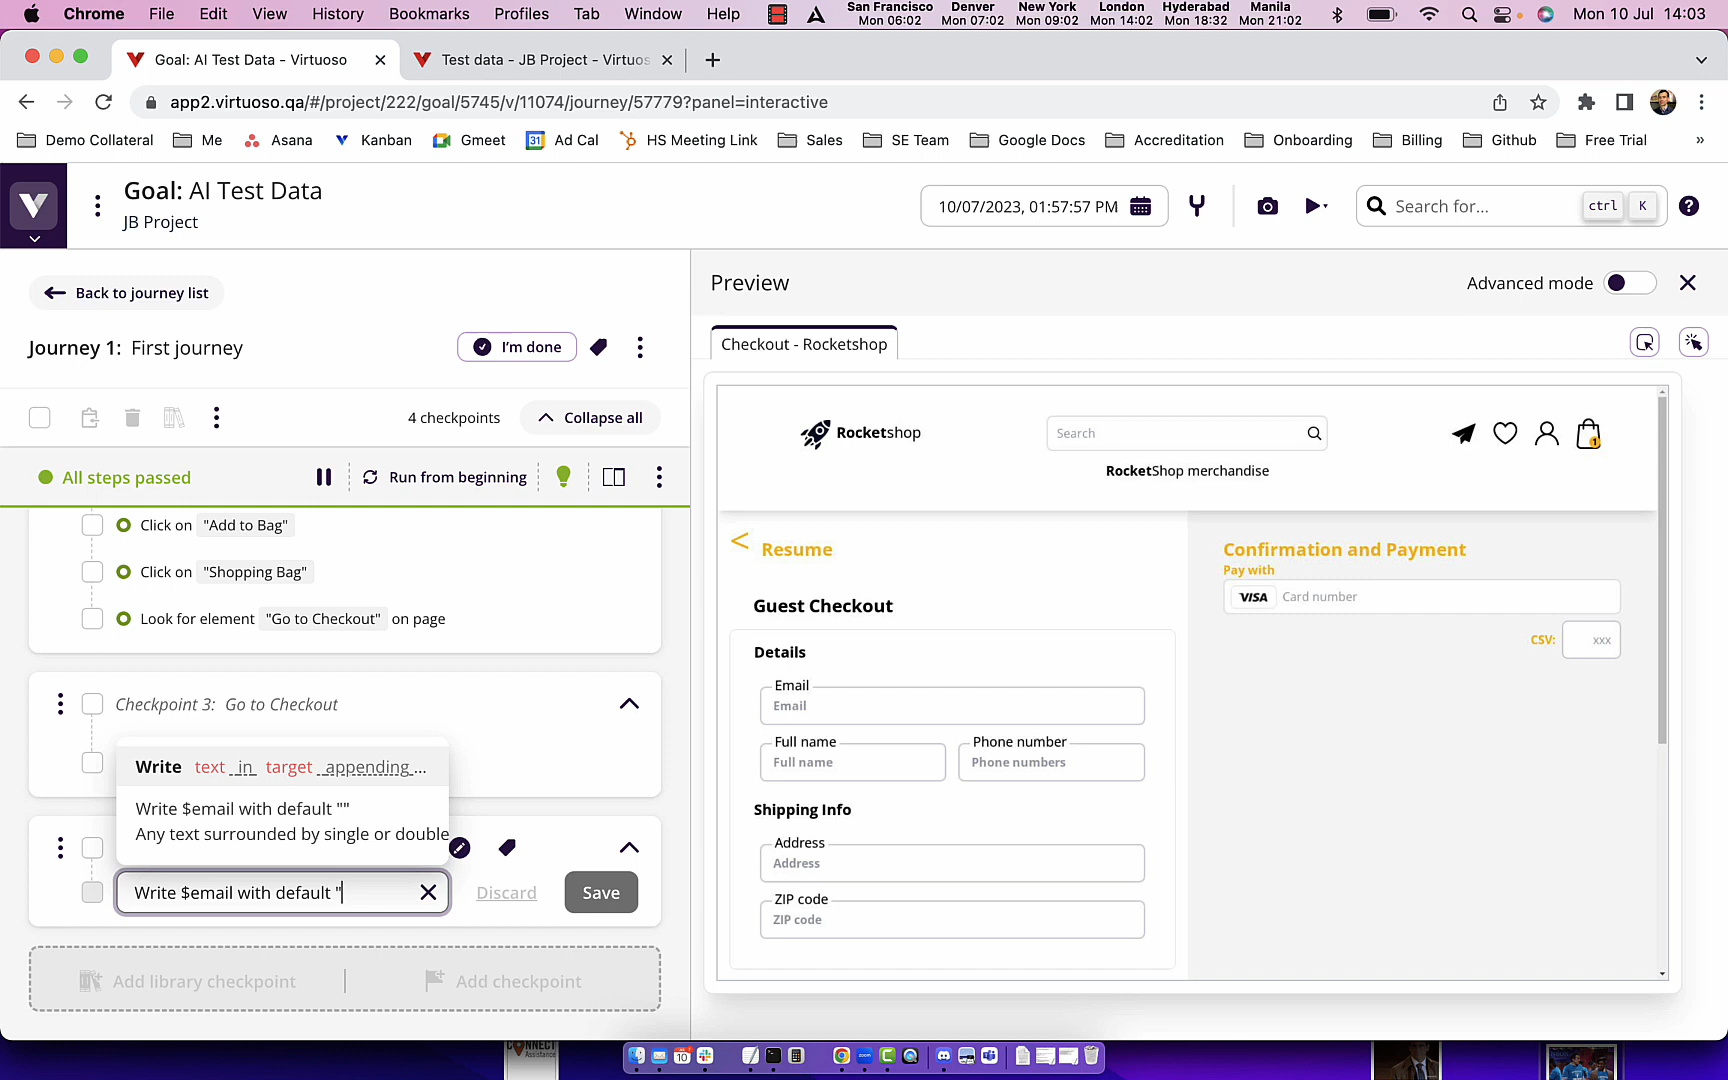 Chrome File Edit View History Bookmarks Profiles Tab Window Help
San Francisco Denver New York London Hyderabad Manila
Mon 06:02 Mon 07:02 Mon 09:02 Mon 14:02 Mon 18:32 Mon 21:02
Mon 10 Jul 14:03
Goal: AI Test Data - Virtuoso
Test data - JB Project - Virtuos
app2.virtuoso.qa/#/project/222/goal/5745/v/11074/journey/57779?panel=interactive
Demo Collateral Me Asana Kanban Gmeet 31 Ad Cal HS Meeting Link Sales SE Team Google Docs Accreditation Onboarding Billing Github Free Trial »
Goal: AI Test Data
JB Project
10/07/2023, 01:57:57 PM
Search for...
ctrl K
Back to journey list
Journey 1: First journey
I'm done
4 checkpoints
Collapse all
All steps passed
Run from beginning
Click on "Add to Bag"
Click on "Shopping Bag"
Look for element "Go to Checkout" on page
Checkpoint 3: Go to Checkout
Write text in target appending ...
Write $email with default ""
Any text surrounded by single or double
Write $email with default "
Discard
Save
Add library checkpoint
Add checkpoint
Preview
Advanced mode
Checkout - Rocketshop
Rocketshop
Search
1
RocketShop merchandise
< Resume
Guest Checkout
Details
Email
Email
Full name
Full name
Phone number
Phone numbers
Shipping Info
Address
Address
ZIP code
ZIP code
Confirmation and Payment
Pay with
VISA Card number
CSV: xxx
CONNECT
Assistance
10
zoom